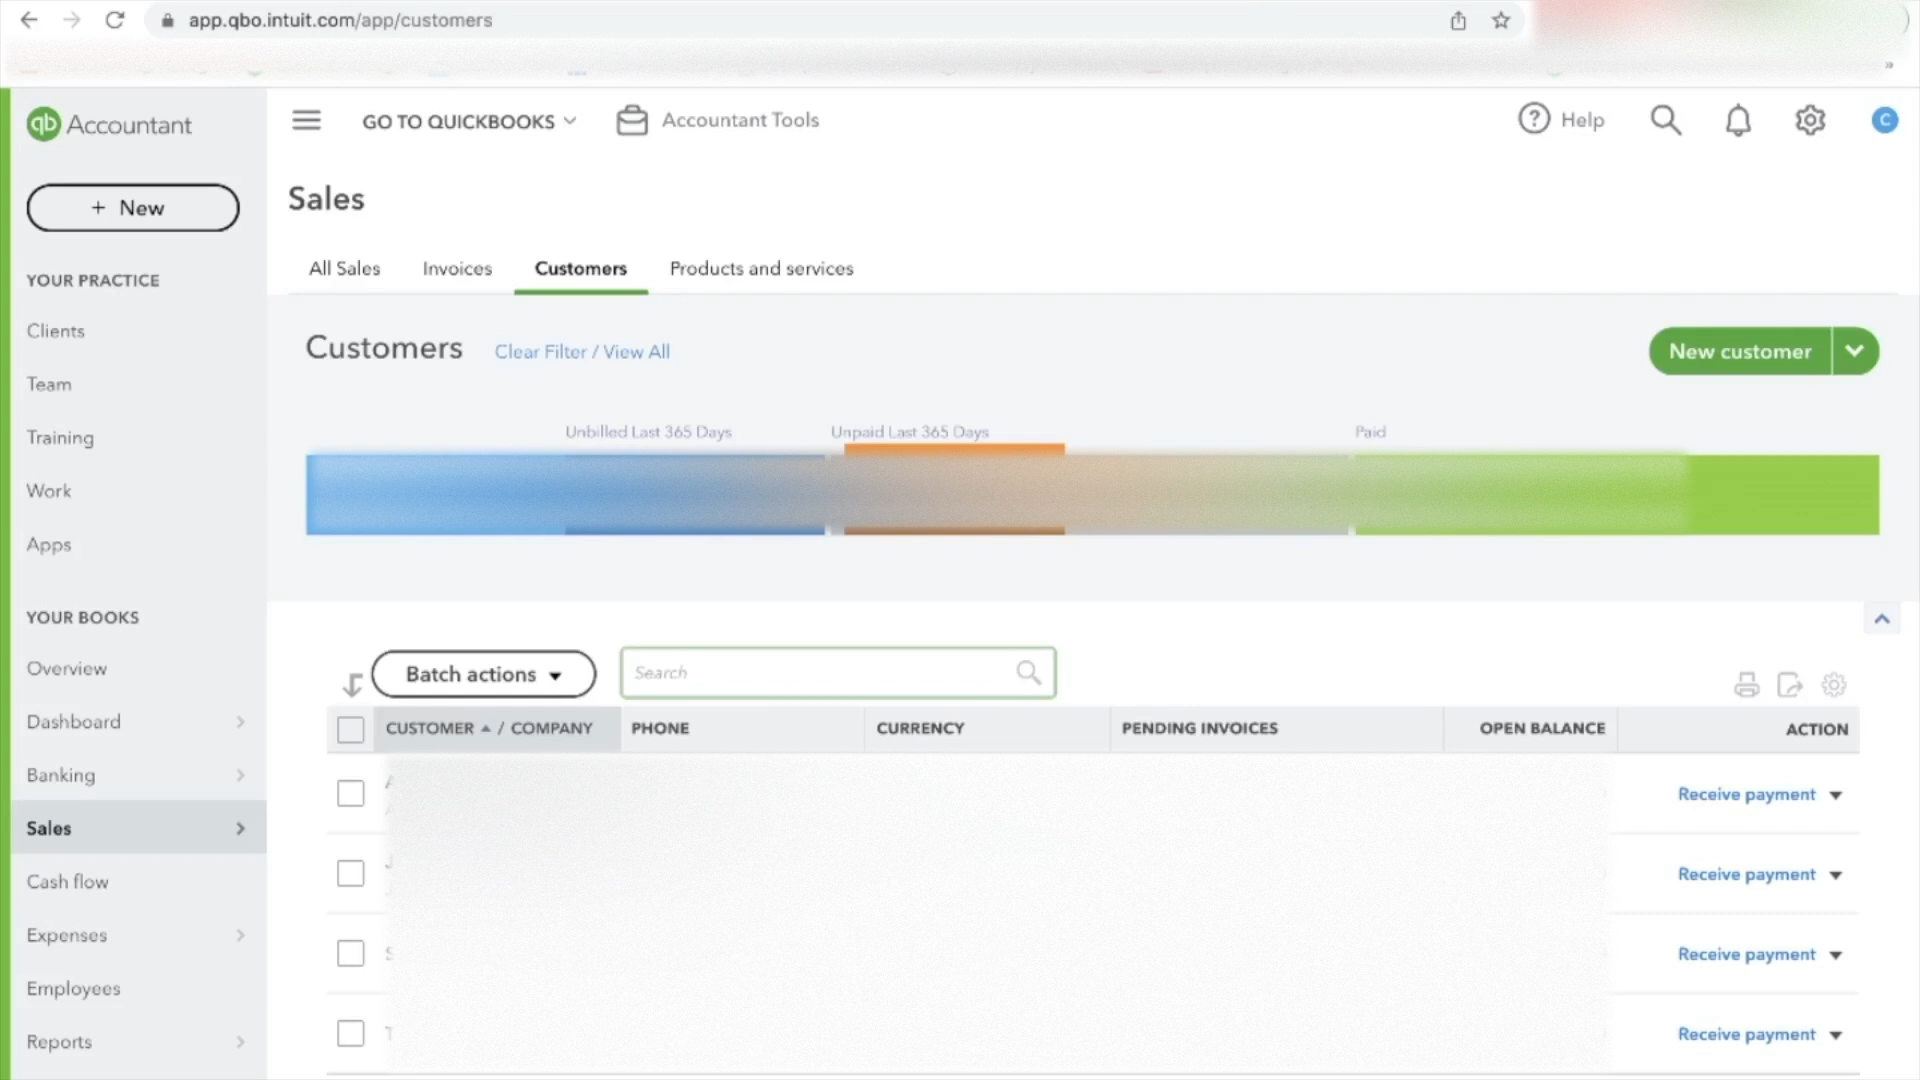 app.qbo.intuit.com/app/customers
»
qb Accountant
GO TO QUICKBOOKS
Accountant Tools
? Help
C
+ New
Sales
YOUR PRACTICE
All Sales
Invoices
Customers
Products and services
Clients
Team
Training
Work
Apps
Customers
Clear Filter / View All
New customer
Unbilled Last 365 Days
Unpaid Last 365 Days
Paid
YOUR BOOKS
Overview
Dashboard
Banking
Sales
Cash flow
Expenses
Employees
Reports
Batch actions
Search
CUSTOMER / COMPANY
PHONE
CURRENCY
PENDING INVOICES
OPEN BALANCE
ACTION
Receive payment
Receive payment
Receive payment
Receive payment